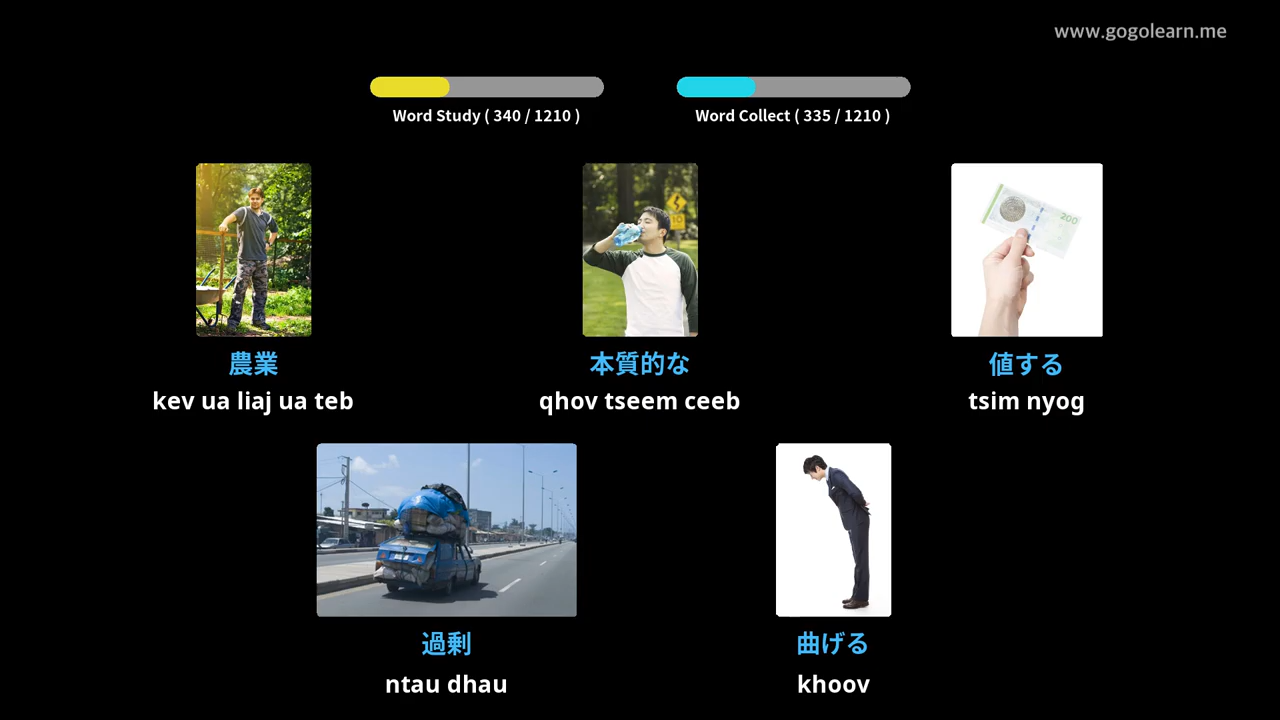 www.gogolearn.me
Word Study ( 340 / 1210 )
Word Collect ( 335 / 1210 )
10
200
農業
kev ua liaj ua teb
本質的な
qhov tseem ceeb
値する
tsim nyog
過剰
ntau dhau
曲げる
khoov